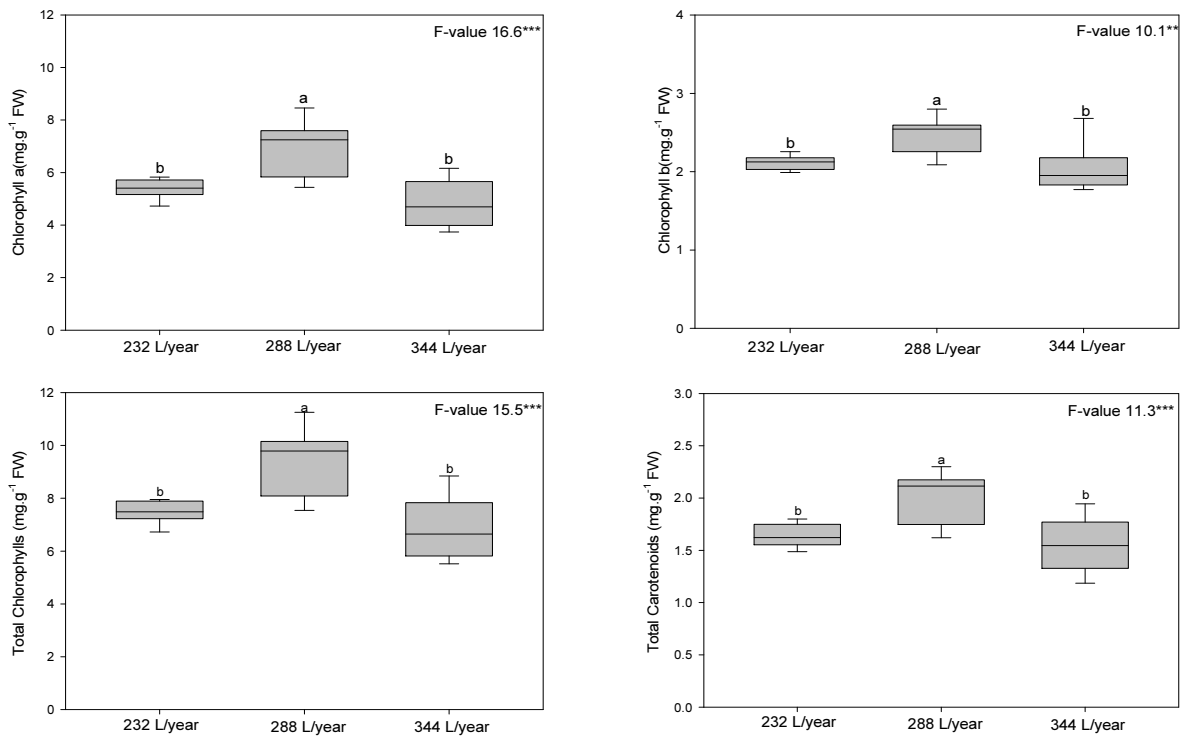 F-value 16.6***
Chlorophyll a(mg.g-1 FW)
12
10
8
6
4
2
0
b
a
b
232 L/year
288 L/year
344 L/year
F-value 10.1**
Chlorophyll b(mg.g-1 FW)
4
3
2
1
0
b
a
b
232 L/year
288 L/year
344 L/year
F-value 15.5***
Total Chlorophylls (mg.g-1 FW)
12
10
8
6
4
2
0
b
a
b
232 L/year
288 L/year
344 L/year
F-value 11.3***
Total Carotenoids (mg.g-1 FW)
3.0
2.5
2.0
1.5
1.0
0.5
0.0
b
a
b
232 L/year
288 L/year
344 L/year